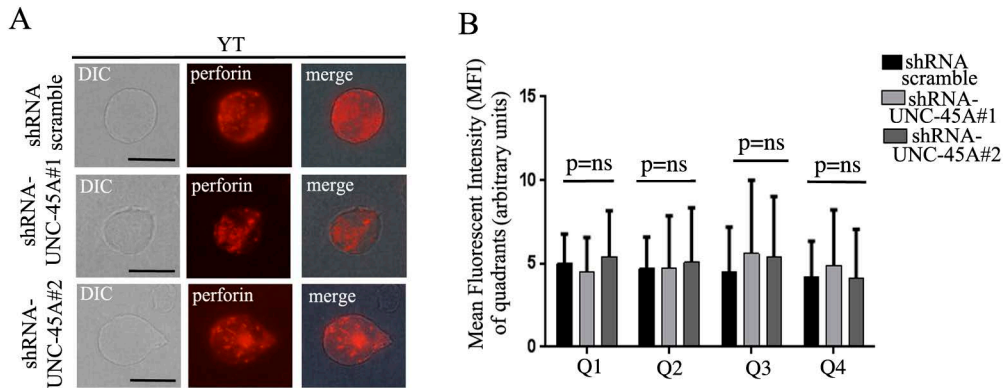 A
YT
DIC
perforin
merge
shRNA
scramble
DIC
perforin
merge
shRNA-
UNC-45A#1
DIC
perforin
merge
shRNA-
UNC-45A#2
B
Mean Fluorescent Intensity (MFI)
of quadrants (arbitrary units)
15
10
5
0
p=ns
p=ns
p=ns
p=ns
Q1
Q2
Q3
Q4
shRNA
scramble
shRNA-
UNC-45A#1
shRNA-
UNC-45A#2